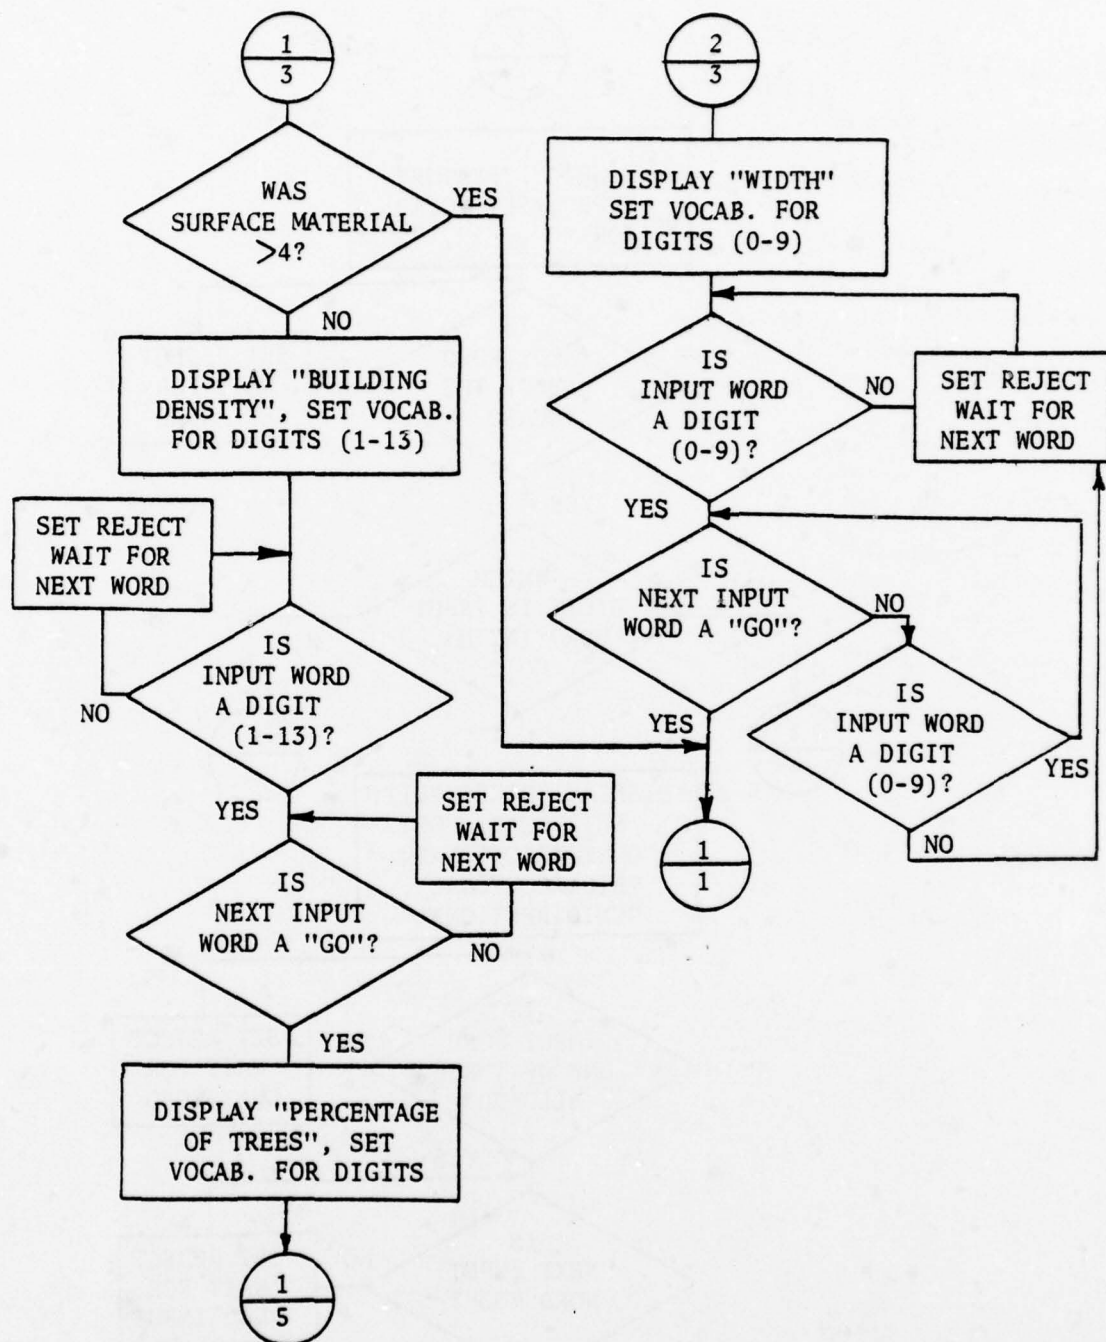 1
3
WAS
SURFACE MATERIAL
>4?
YES
NO
DISPLAY "BUILDING
DENSITY", SET VOCAB.
FOR DIGITS (1-13)
SET REJECT
WAIT FOR
NEXT WORD
IS
INPUT WORD
A DIGIT
(1-13)?
NO
YES
SET REJECT
WAIT FOR
NEXT WORD
IS
NEXT INPUT
WORD A "GO"?
NO
YES
DISPLAY "PERCENTAGE
OF TREES", SET
VOCAB. FOR DIGITS
1
5
2
3
DISPLAY "WIDTH"
SET VOCAB. FOR
DIGITS (0-9)
IS
INPUT WORD
A DIGIT
(0-9)?
NO
SET REJECT
WAIT FOR
NEXT WORD
YES
IS
NEXT INPUT
WORD A "GO"?
NO
IS
INPUT WORD
A DIGIT
(0-9)?
YES
NO
YES
1
1